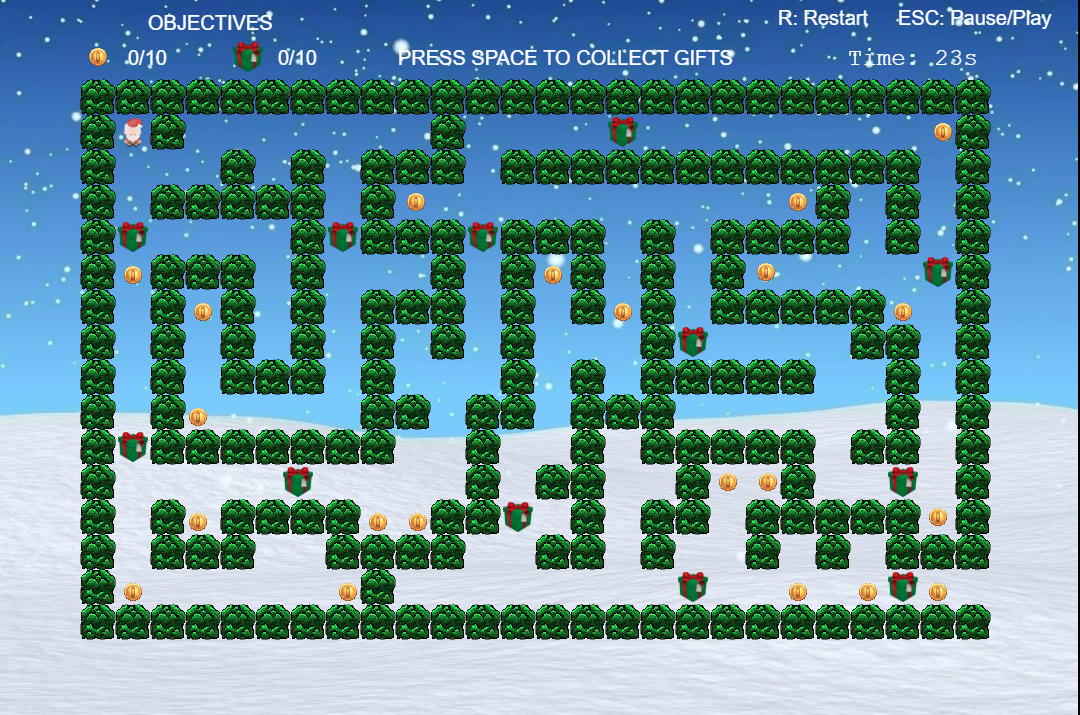 OBJECTIVES
R: Restart
ESC: Pause/Play
0/10
0/10
PRESS SPACE TO COLLECT GIFTS
Time: 23s